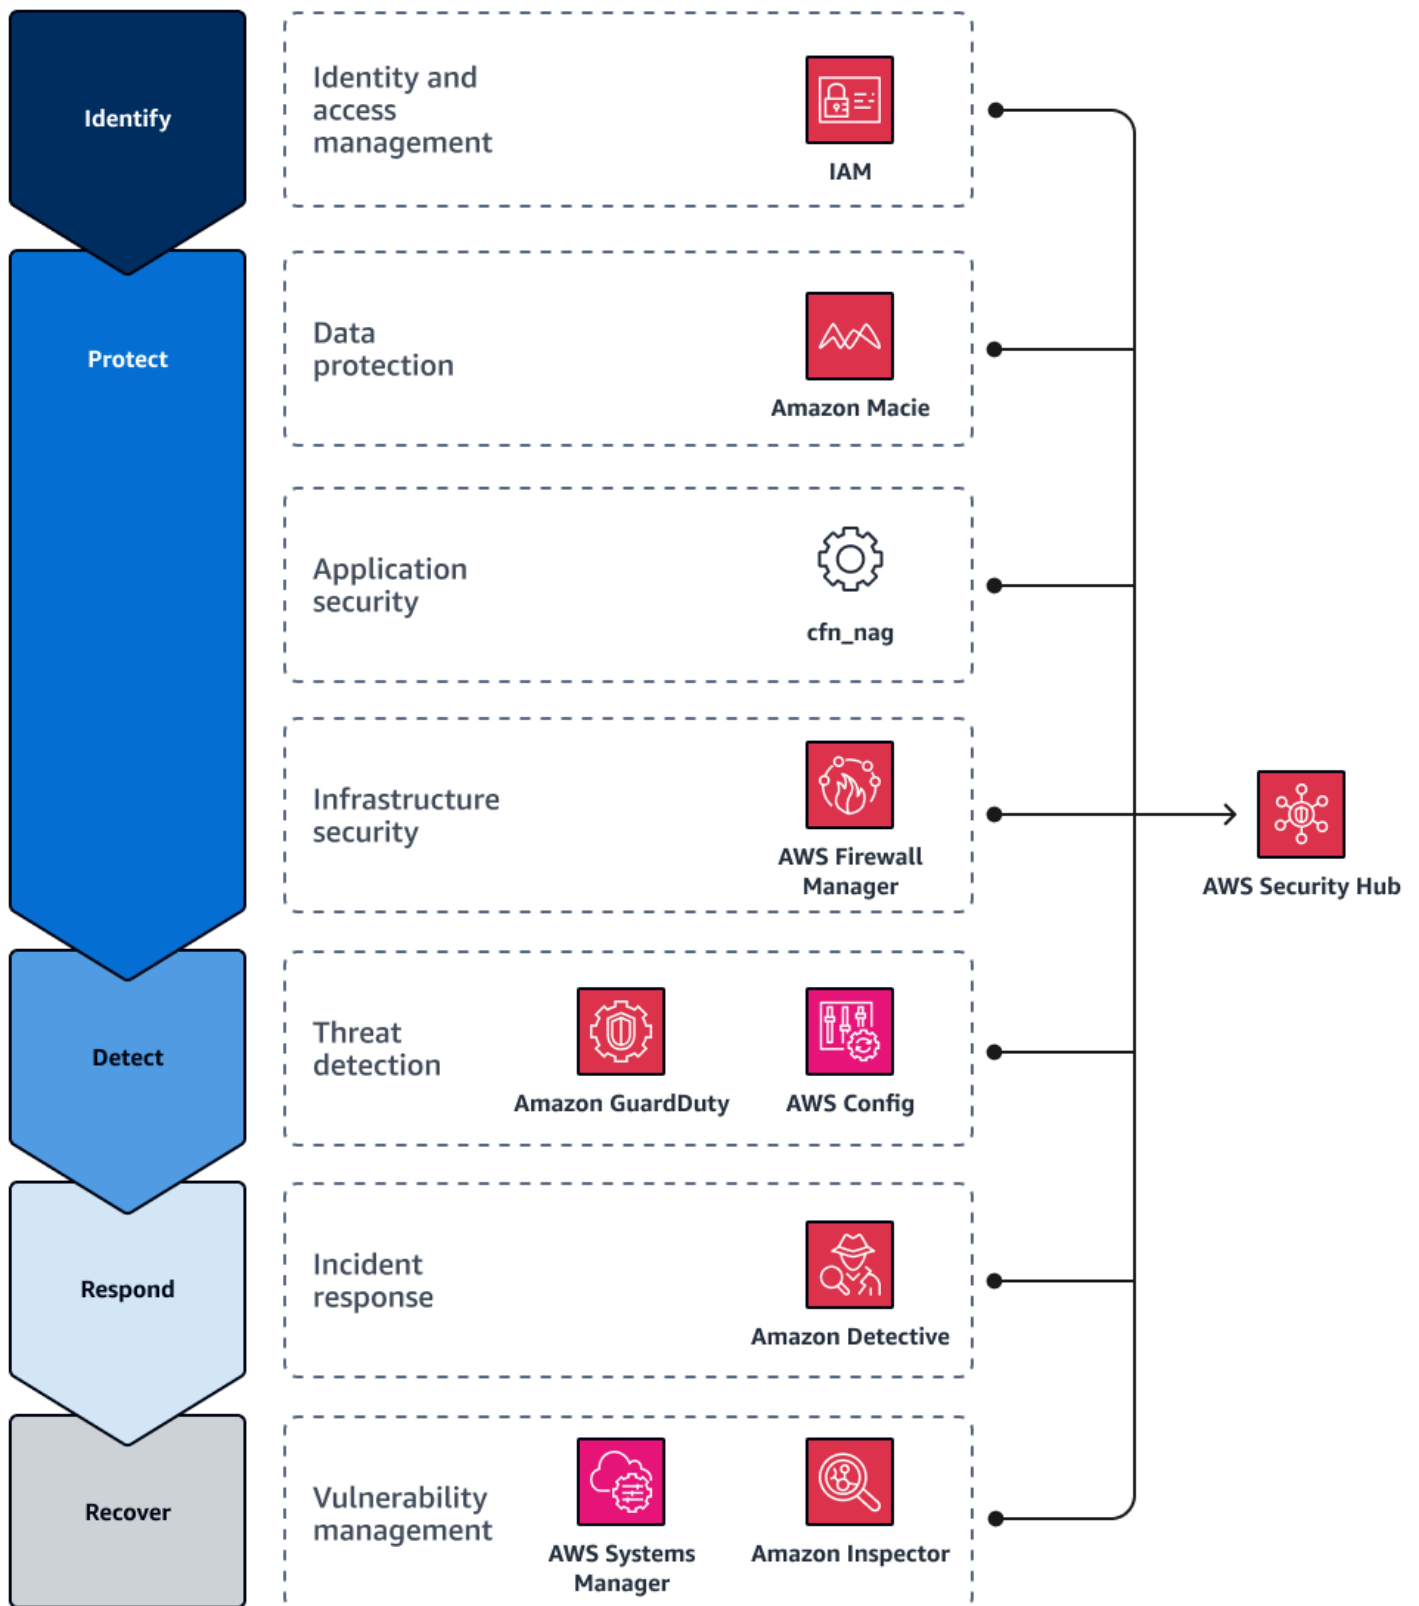 Identify
Identity and
access
management
IAM
Protect
Data
protection
Amazon Macie
Application
security
cfn_nag
Infrastructure
security
AWS Firewall
Manager
AWS Security Hub
Detect
Threat
detection
Amazon GuardDuty
AWS Config
Respond
Incident
response
Amazon Detective
Recover
Vulnerability
management
AWS Systems
Manager
Amazon Inspector